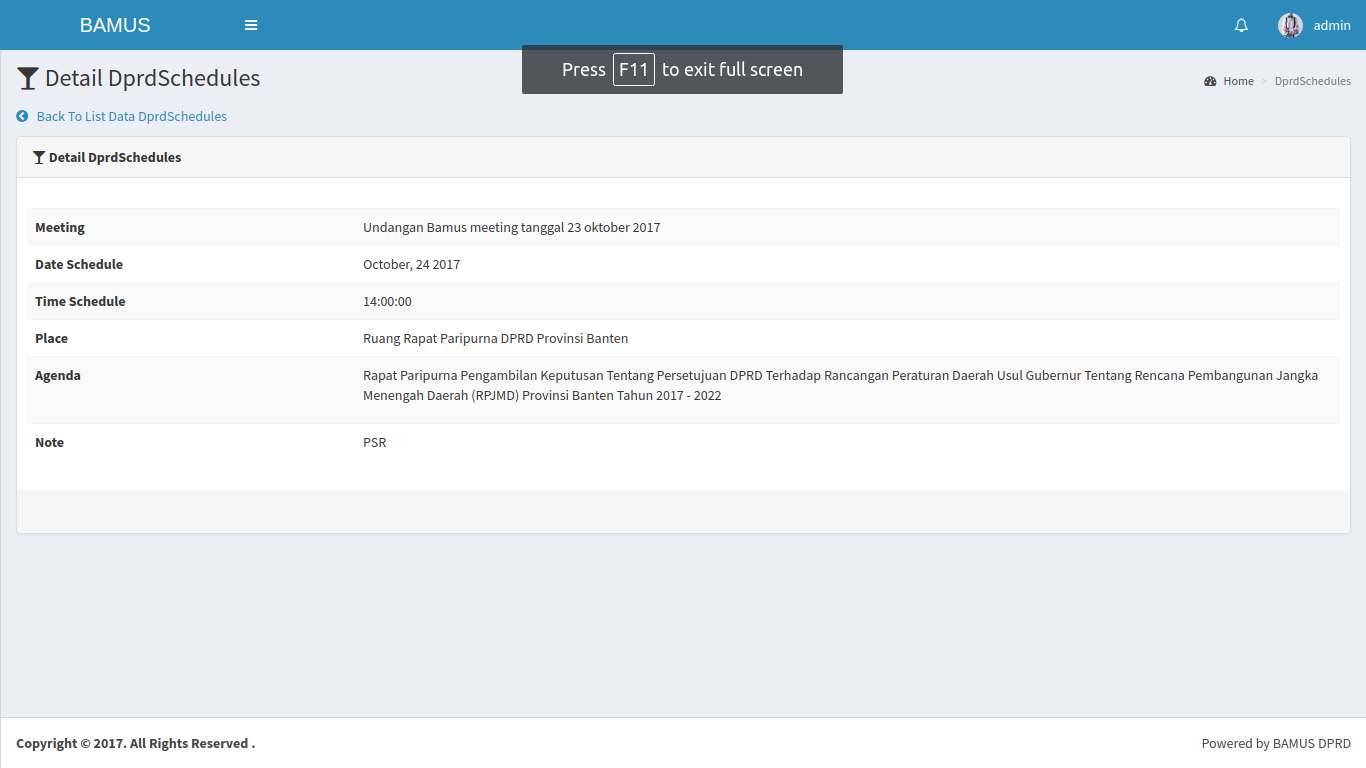 BAMUS
admin
Press F11 to exit full screen
Detail DprdSchedules
Home > DprdSchedules
Back To List Data DprdSchedules
Detail DprdSchedules
Meeting Undangan Bamus meeting tanggal 23 oktober 2017
Date Schedule October, 24 2017
Time Schedule 14:00:00
Place Ruang Rapat Paripurna DPRD Provinsi Banten
Agenda Rapat Paripurna Pengambilan Keputusan Tentang Persetujuan DPRD Terhadap Rancangan Peraturan Daerah Usul Gubernur Tentang Rencana Pembangunan Jangka
Menengah Daerah (RPJMD) Provinsi Banten Tahun 2017 - 2022
Note PSR
Copyright © 2017. All Rights Reserved .
Powered by BAMUS DPRD